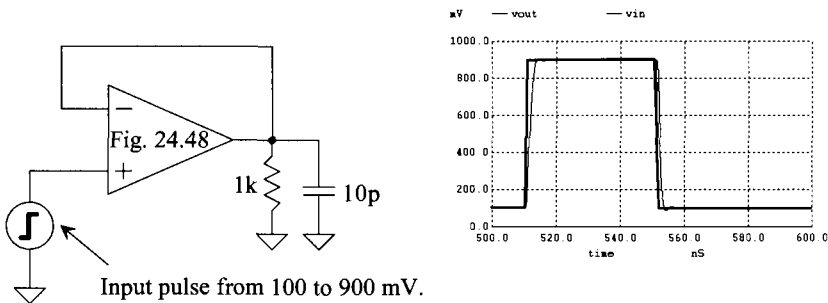 Fig. 24.48
−
+
1k
10p
Input pulse from 100 to 900 mV.
mV — vout — vin
1000.0
800.0
600.0
400.0
200.0
0.0
500.0 520.0 540.0 560.0 580.0 600.0
time nS